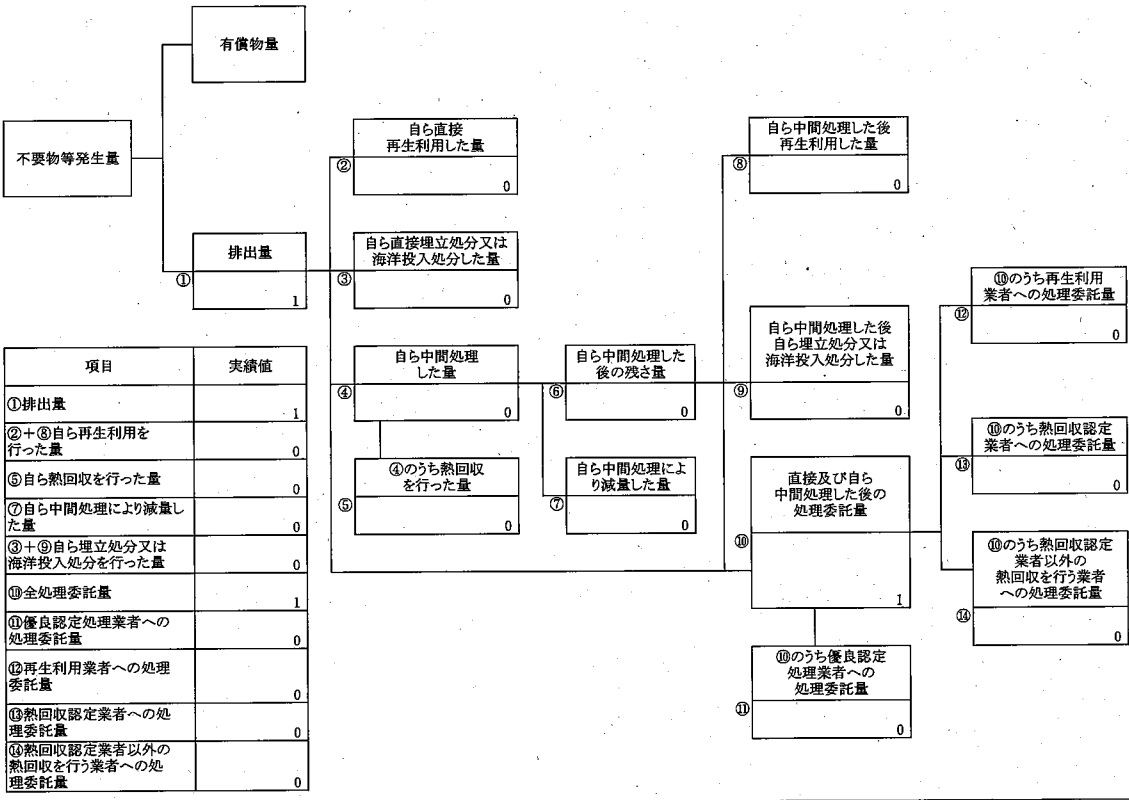 有償物量
不要物等発生量
排出量
①
1
自ら直接
再生利用した量
②
0
自ら直接埋立処分又は
海洋投入処分した量
③
0
自ら中間処理
した量
④
0
④のうち熱回収
を行った量
⑤
0
自ら中間処理した
後の残さ量
⑥
0
自ら中間処理によ
り減量した量
⑦
0
自ら中間処理した後
再生利用した量
⑧
0
自ら中間処理した後
自ら埋立処分又は
海洋投入処分した量
⑨
0
直接及び自ら
中間処理した後の
処理委託量
⑩
1
⑩のうち優良認定
処理業者への
処理委託量
⑪
0
⑩のうち再生利用
業者への処理委託量
⑫
0
⑩のうち熱回収認定
業者への処理委託量
⑬
0
⑩のうち熱回収認定
業者以外の
熱回収を行う業者
への処理委託量
⑭
0
項目 実績値
①排出量
1
②+⑧自ら再生利用を
行った量 0
⑤自ら熱回収を行った量
0
⑦自ら中間処理により減量し
た量 0
③+⑨自ら埋立処分又は
海洋投入処分を行った量 0
⑩全処理委託量
1
⑪優良認定処理業者への
処理委託量 0
⑫再生利用業者への処理
委託量 0
⑬熱回収認定業者への処
理委託量 0
⑭熱回収認定業者以外の
熱回収を行う業者への処
理委託量 0